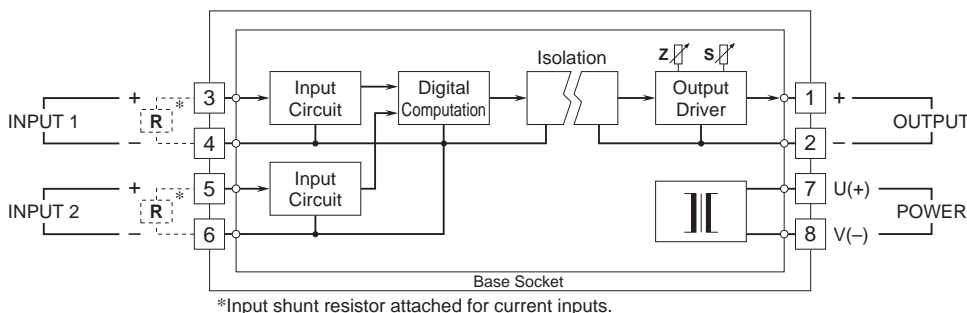 Isolation
Z S
Input
Circuit
Digital
Computation
Output
Driver
INPUT 1
+
–
*
R
3
4
1
2
+
–
OUTPUT
INPUT 2
+
–
*
R
5
6
Input
Circuit
7
8
U(+)
V(–)
POWER
Base Socket
*Input shunt resistor attached for current inputs.